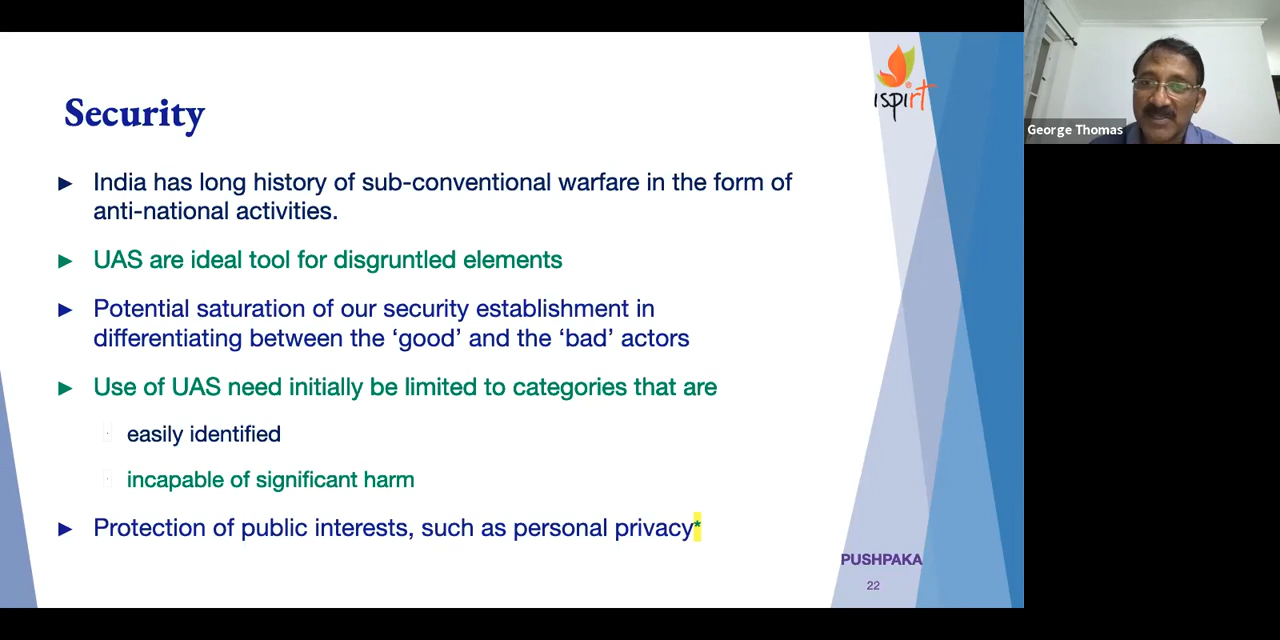 Security
► India has long history of sub-conventional warfare in the form of
anti-national activities.
► UAS are ideal tool for disgruntled elements
► Potential saturation of our security establishment in
differentiating between the ‘good’ and the ‘bad’ actors
► Use of UAS need initially be limited to categories that are
easily identified
incapable of significant harm
► Protection of public interests, such as personal privacy*
ispirt
PUSHPAKA
22
George Thomas